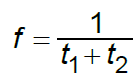 f = 1 / (t₁ + t₂)